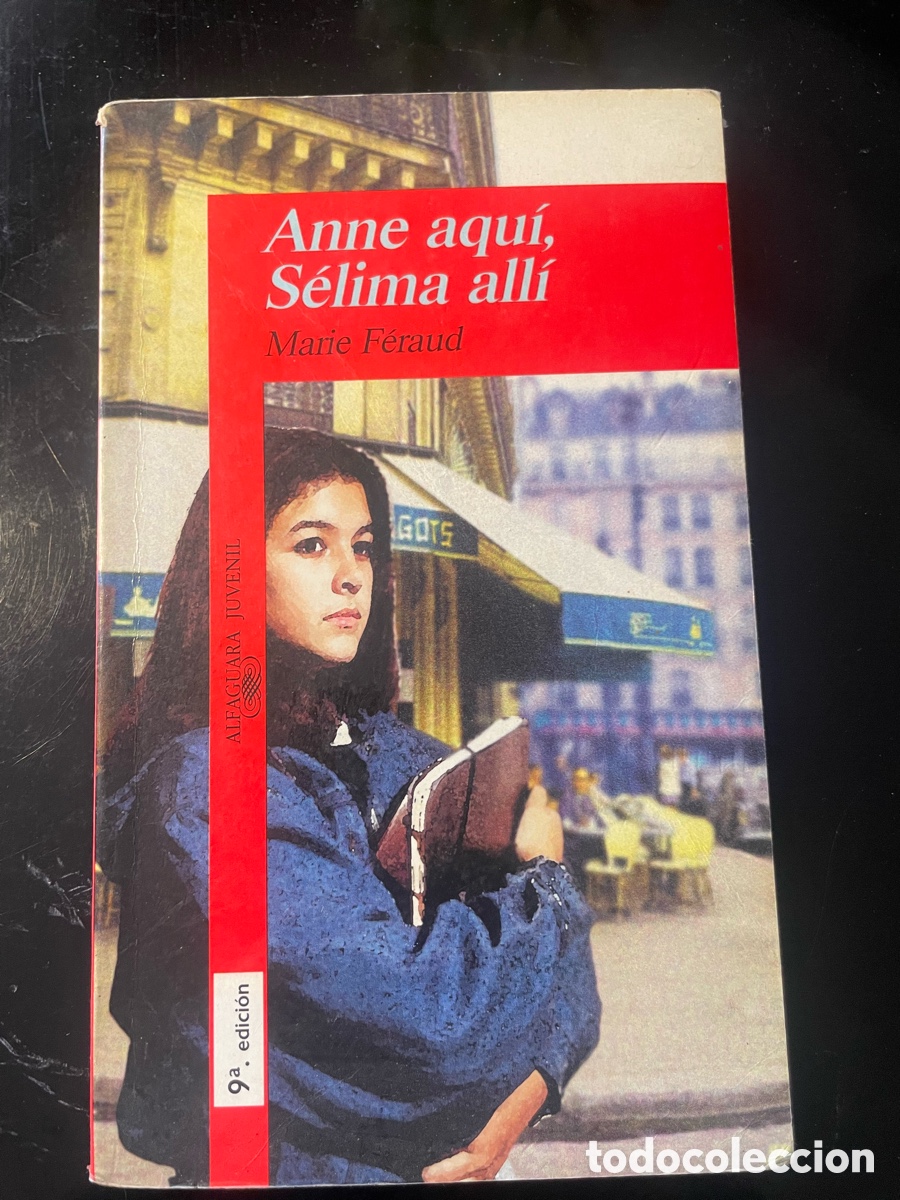 Anne aquí,
Sélima allí
Marie Féraud
GOTS
ALFAGUARA JUVENIL
9ª. edición
todocoleccion